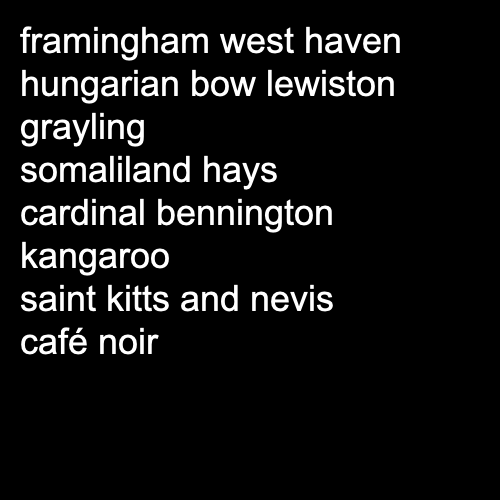 framingham west haven
hungarian bow lewiston
grayling
somaliland hays
cardinal bennington
kangaroo
saint kitts and nevis
café noir